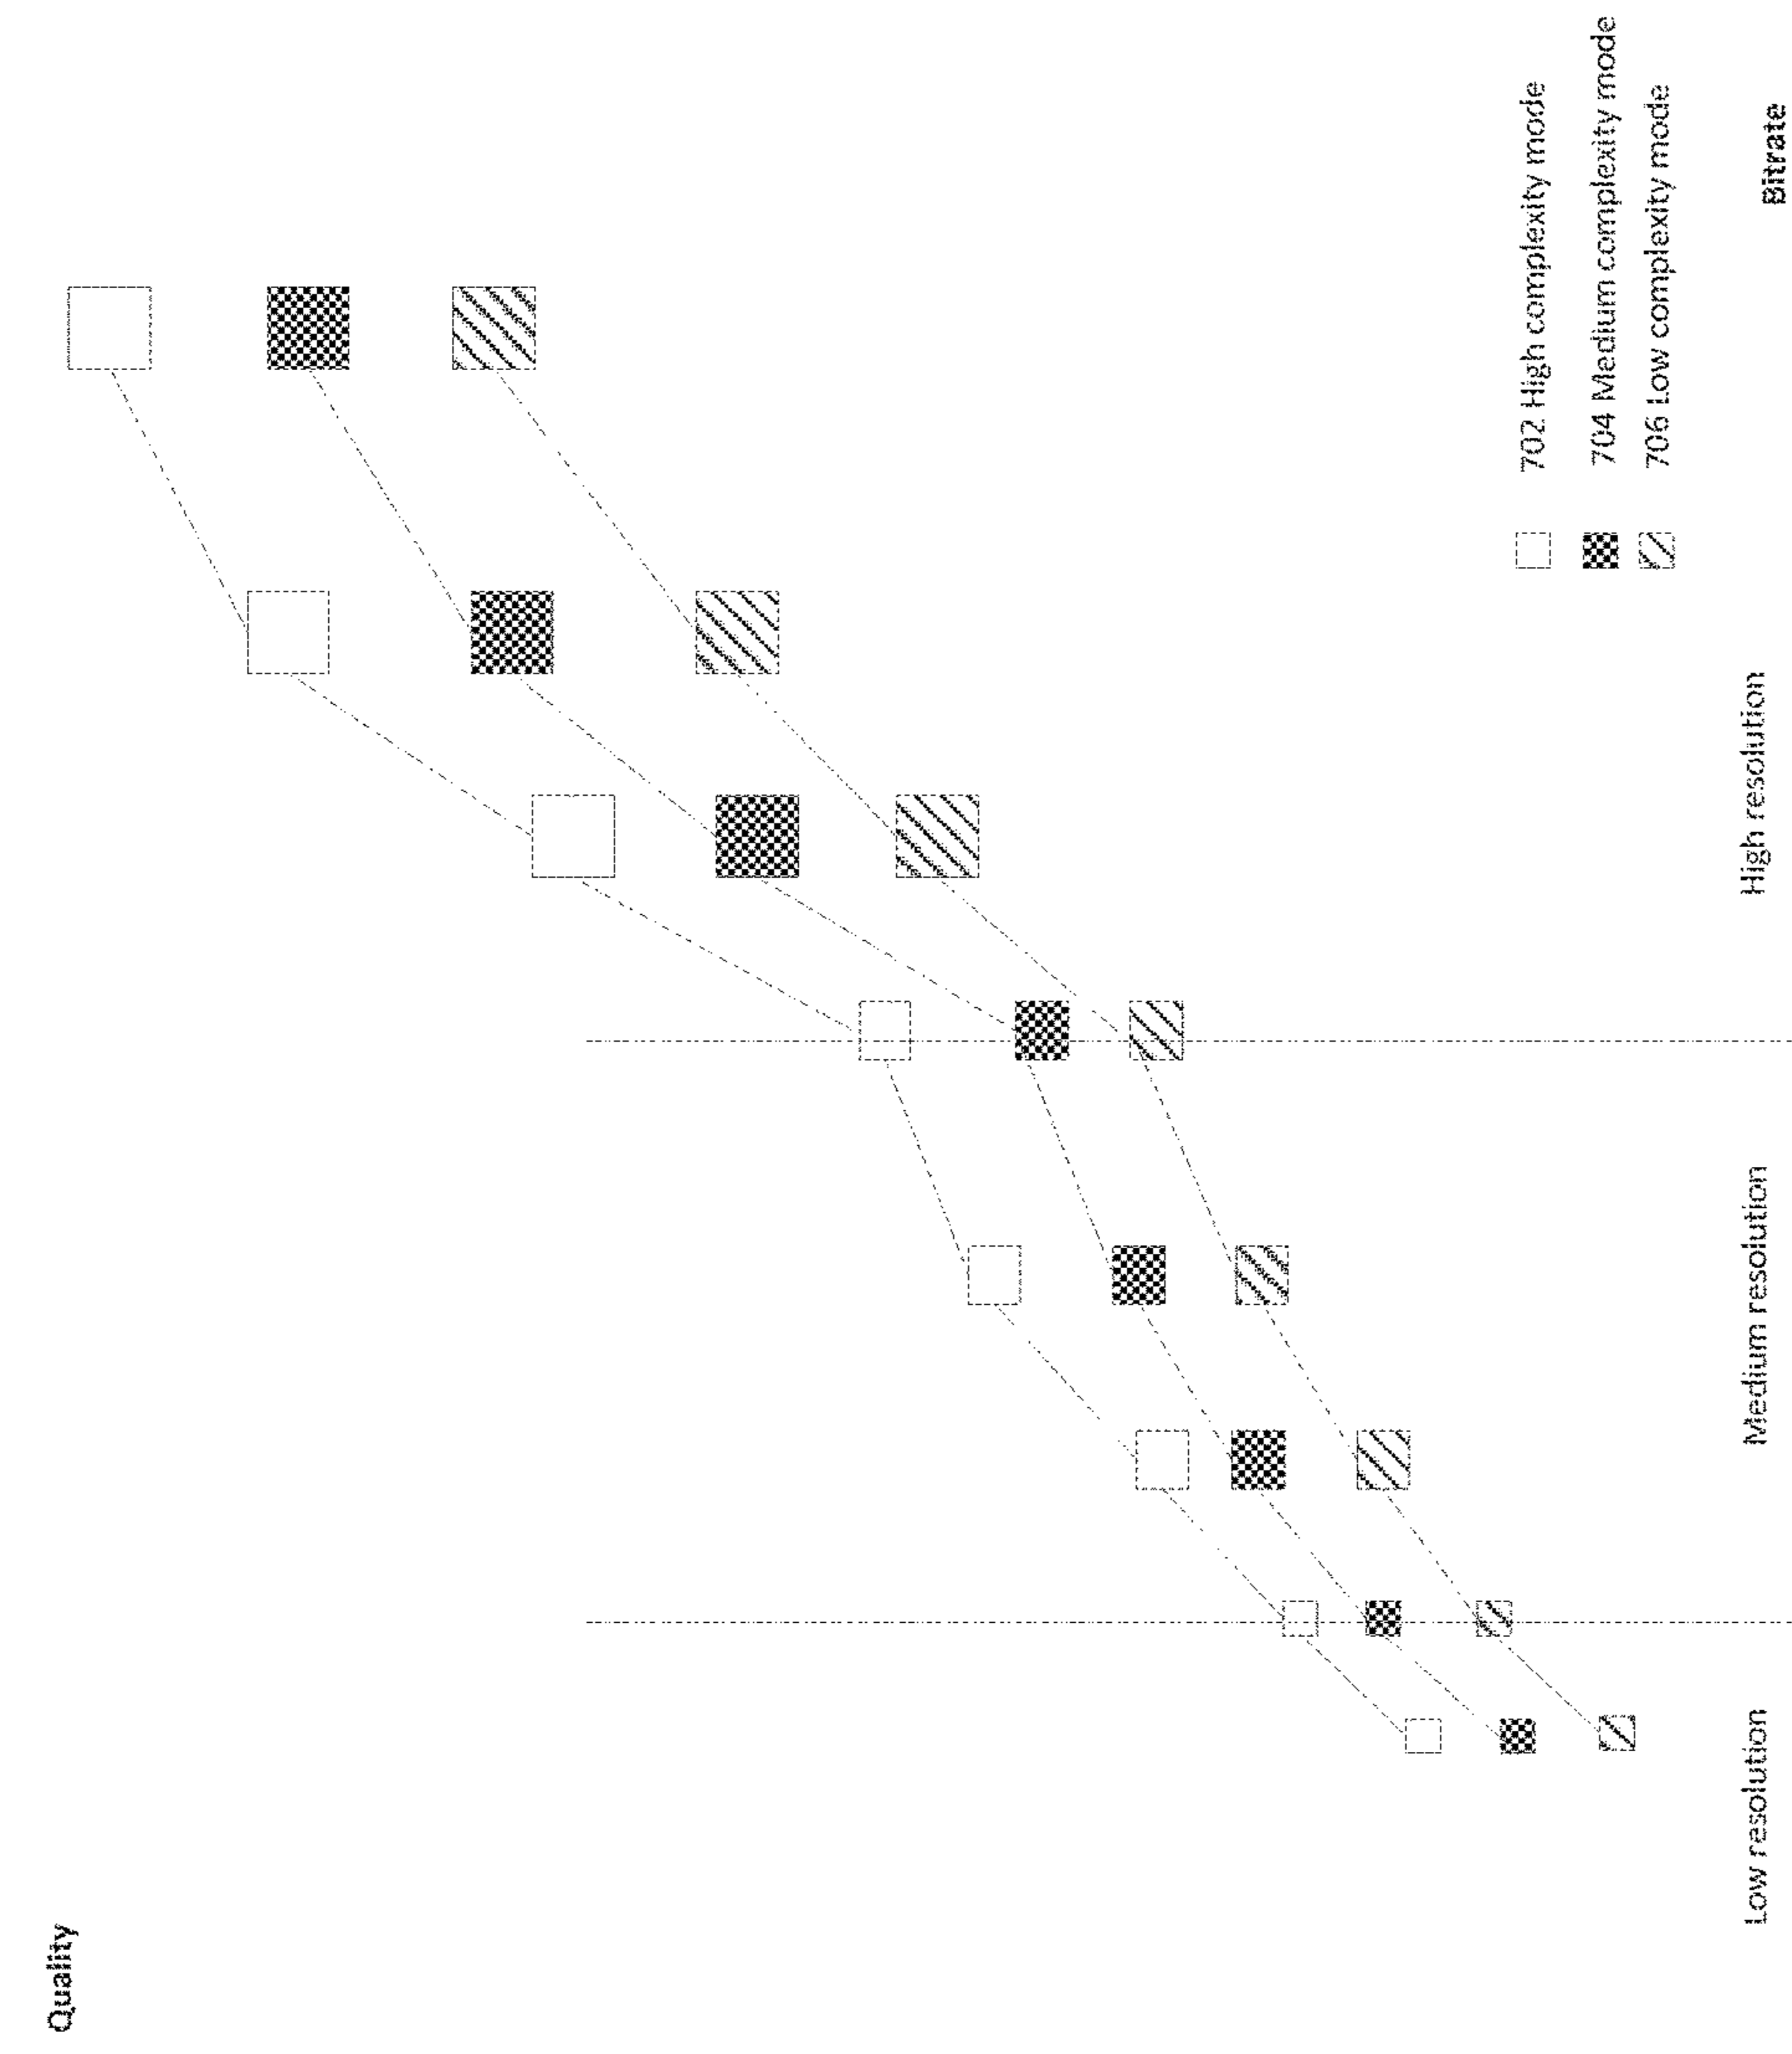 Quality
702 High complexity mode
704 Medium complexity mode
706 Low complexity mode
Low resolution
Medium resolution
High resolution
Bitrate